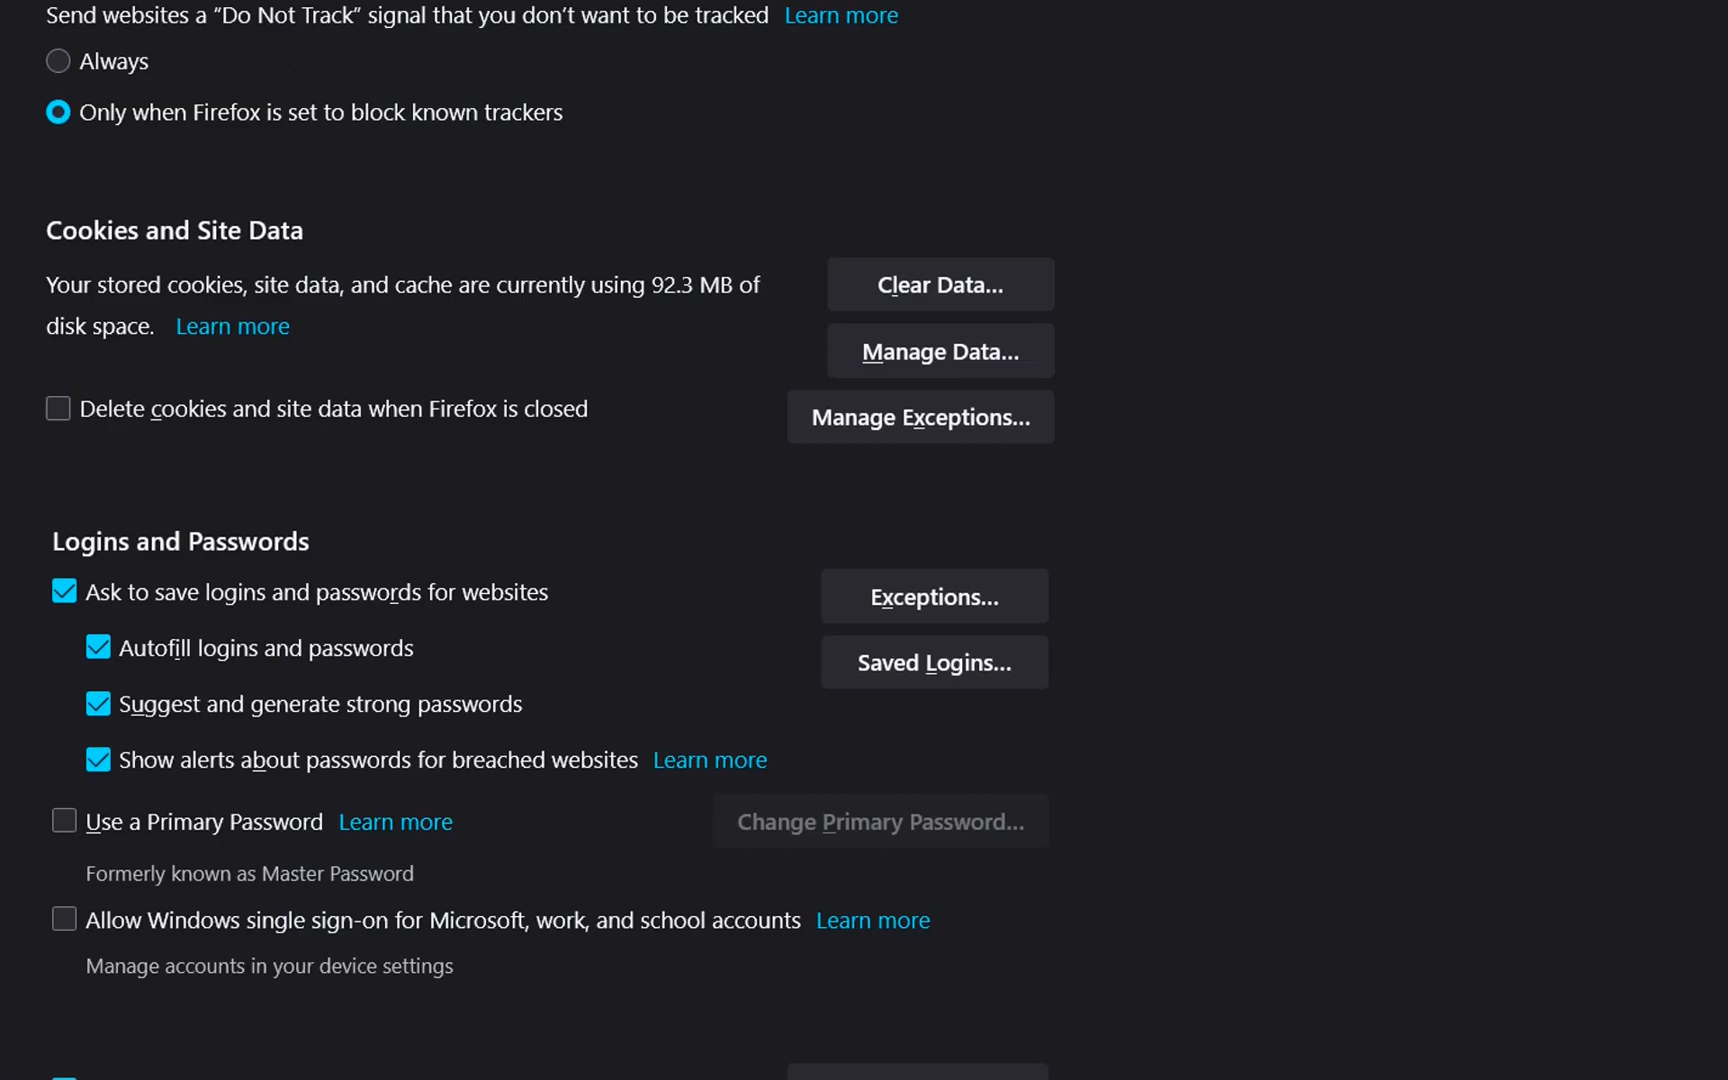 Send websites a “Do Not Track” signal that you don’t want to be tracked Learn more
Always
Only when Firefox is set to block known trackers
Cookies and Site Data
Your stored cookies, site data, and cache are currently using 92.3 MB of
disk space. Learn more
Clear Data...
Manage Data...
Delete cookies and site data when Firefox is closed
Manage Exceptions...
Logins and Passwords
Ask to save logins and passwords for websites
Exceptions...
Autofill logins and passwords
Saved Logins...
Suggest and generate strong passwords
Show alerts about passwords for breached websites Learn more
Use a Primary Password Learn more
Change Primary Password...
Formerly known as Master Password
Allow Windows single sign-on for Microsoft, work, and school accounts Learn more
Manage accounts in your device settings